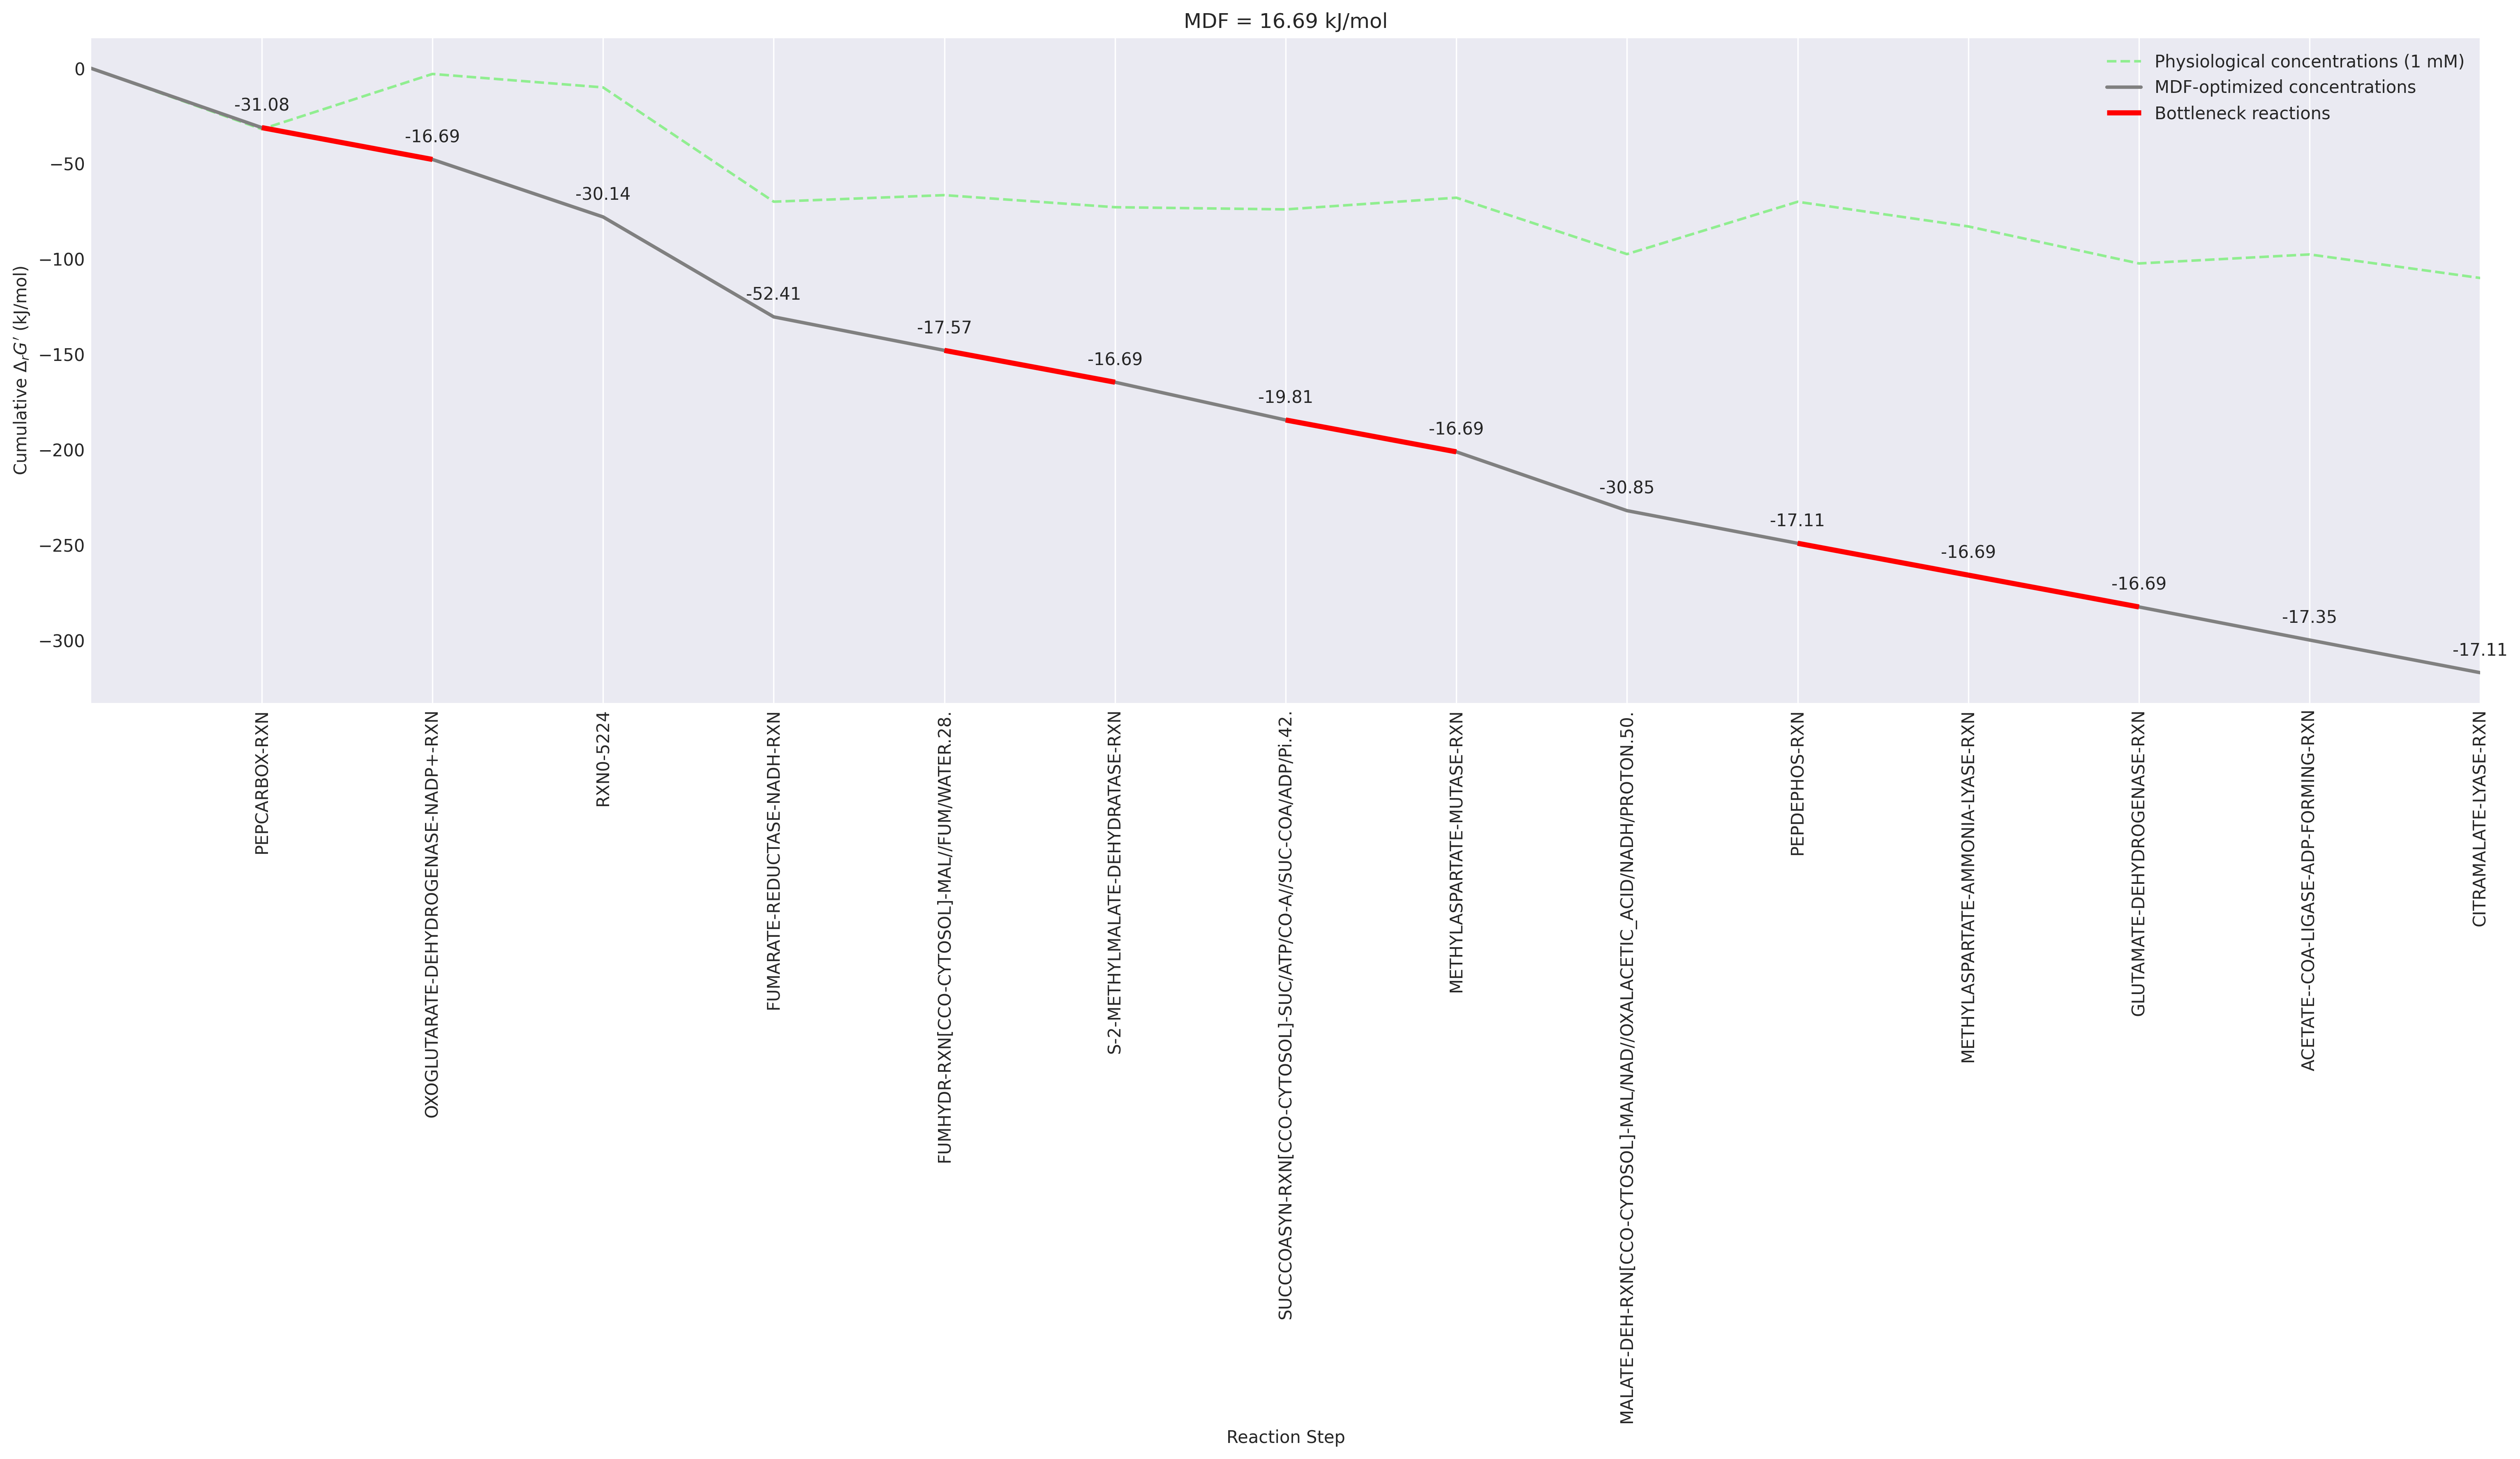 MDF = 16.69 kJ/mol
Physiological concentrations (1 mM)
MDF-optimized concentrations
Bottleneck reactions
Cumulative Δ_rG′ (kJ/mol)
0
−50
−100
−150
−200
−250
−300
-31.08
-16.69
-30.14
-52.41
-17.57
-16.69
-19.81
-16.69
-30.85
-17.11
-16.69
-16.69
-17.35
-17.11
PEPCARBOX-RXN
OXOGLUTARATE-DEHYDROGENASE-NADP+-RXN
RXN0-5224
FUMARATE-REDUCTASE-NADH-RXN
FUMHYDR-RXN[CCO-CYTOSOL]-MAL//FUM/WATER.28.
S-2-METHYLMALATE-DEHYDRATASE-RXN
SUCCCOASYN-RXN[CCO-CYTOSOL]-SUC/ATP/CO-A//SUC-COA/ADP/Pi.42.
METHYLASPARTATE-MUTASE-RXN
MALATE-DEH-RXN[CCO-CYTOSOL]-MAL/NAD//OXALACETIC_ACID/NADH/PROTON.50.
PEPDEPHOS-RXN
METHYLASPARTATE-AMMONIA-LYASE-RXN
GLUTAMATE-DEHYDROGENASE-RXN
ACETATE--COA-LIGASE-ADP-FORMING-RXN
CITRAMALATE-LYASE-RXN
Reaction Step